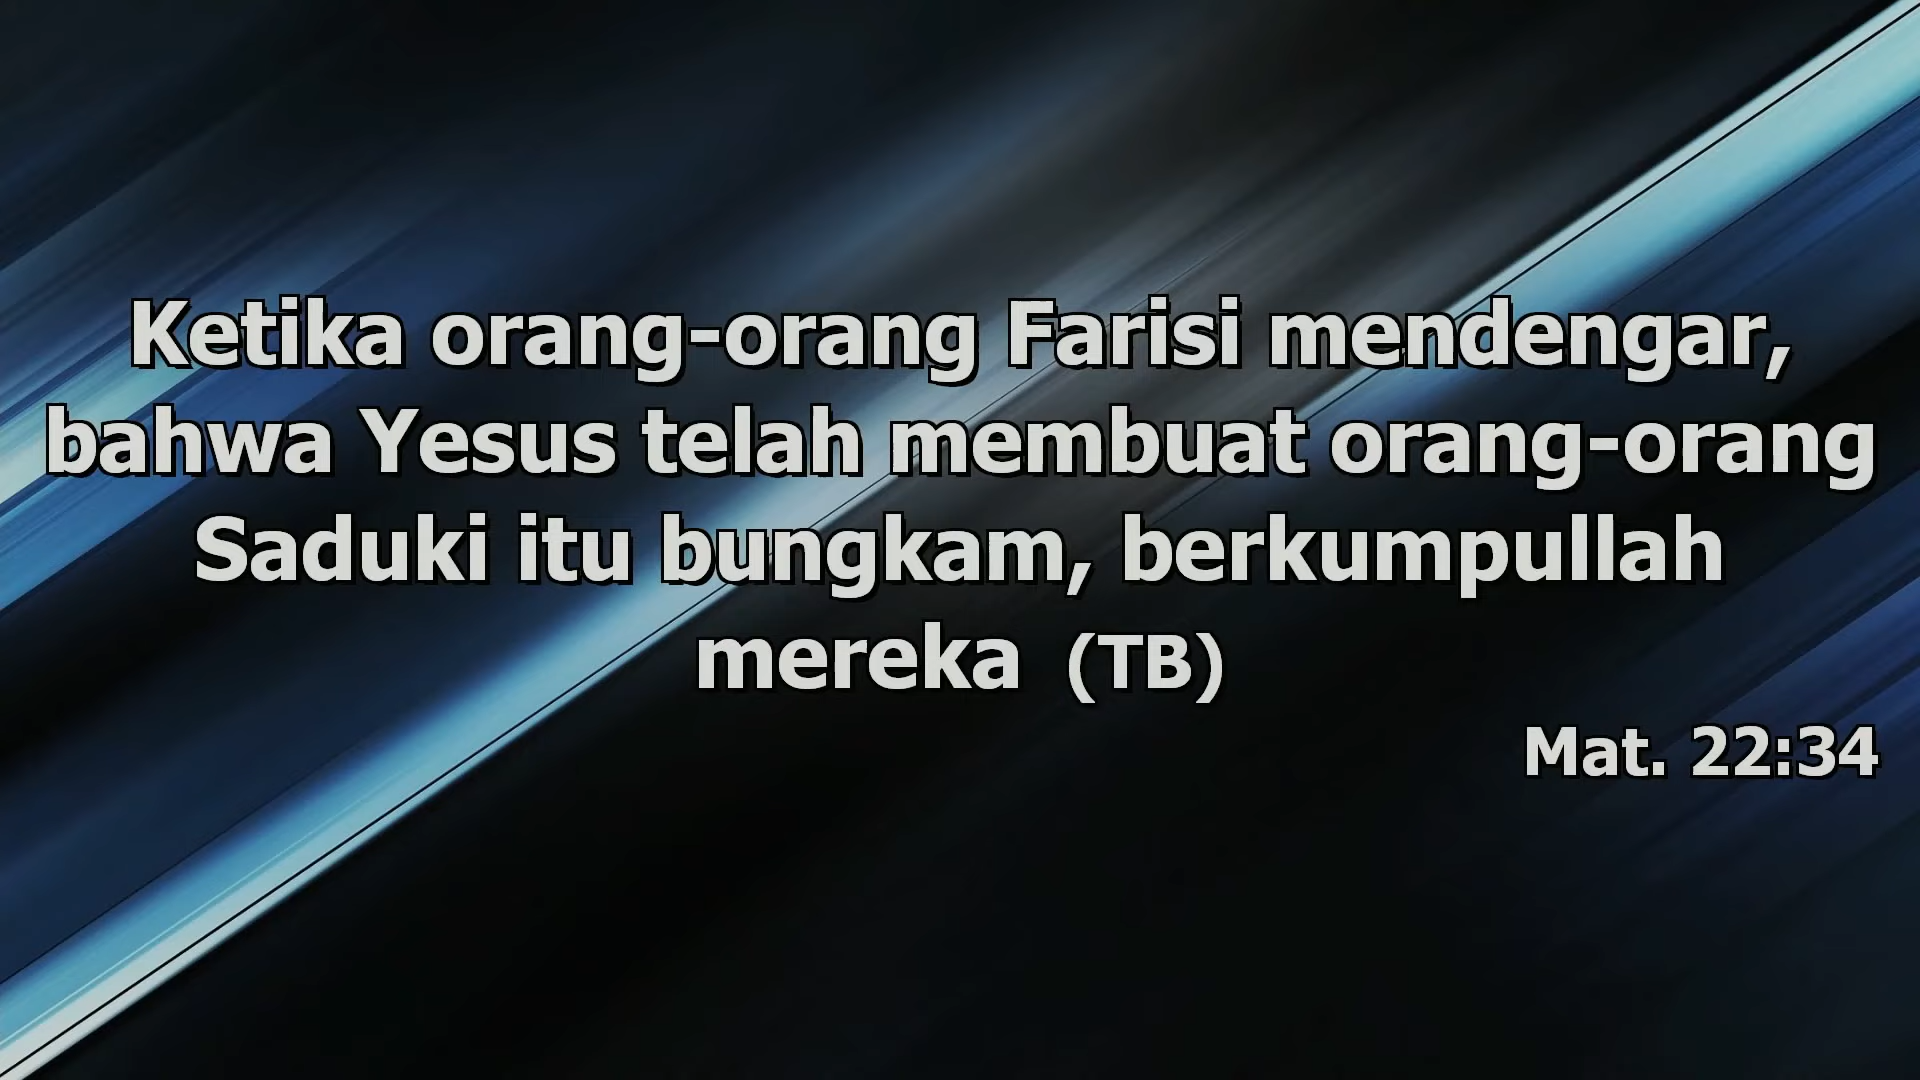 Ketika orang-orang Farisi mendengar,
bahwa Yesus telah membuat orang-orang
Saduki itu bungkam, berkumpullah
mereka (TB)
Mat. 22:34